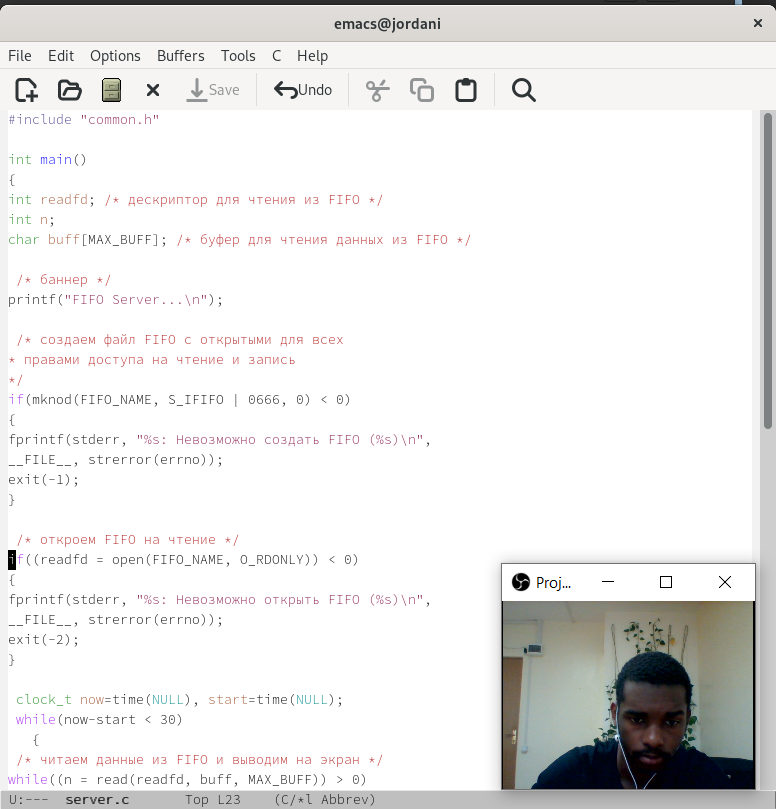 emacs@jordani
File Edit Options Buffers Tools C Help
Save Undo
#include "common.h"
int main()
{
int readfd; /* дескриптор для чтения из FIFO */
int n;
char buff[MAX_BUFF]; /* буфер для чтения данных из FIFO */
/* баннер */
printf("FIFO Server...\n");
/* создаем файл FIFO с открытыми для всех
* правами доступа на чтение и запись
*/
if(mknod(FIFO_NAME, S_IFIFO | 0666, 0) < 0)
{
fprintf(stderr, "%s: Невозможно создать FIFO (%s)\n",
__FILE__, strerror(errno));
exit(-1);
}
/* откроем FIFO на чтение */
if((readfd = open(FIFO_NAME, O_RDONLY)) < 0)
{
fprintf(stderr, "%s: Невозможно открыть FIFO (%s)\n",
__FILE__, strerror(errno));
exit(-2);
}
clock_t now=time(NULL), start=time(NULL);
while(now-start < 30)
{
/* читаем данные из FIFO и выводим на экран */
while((n = read(readfd, buff, MAX_BUFF)) > 0)
Proj...
U:--- server.c Top L23 (C/*l Abbrev)